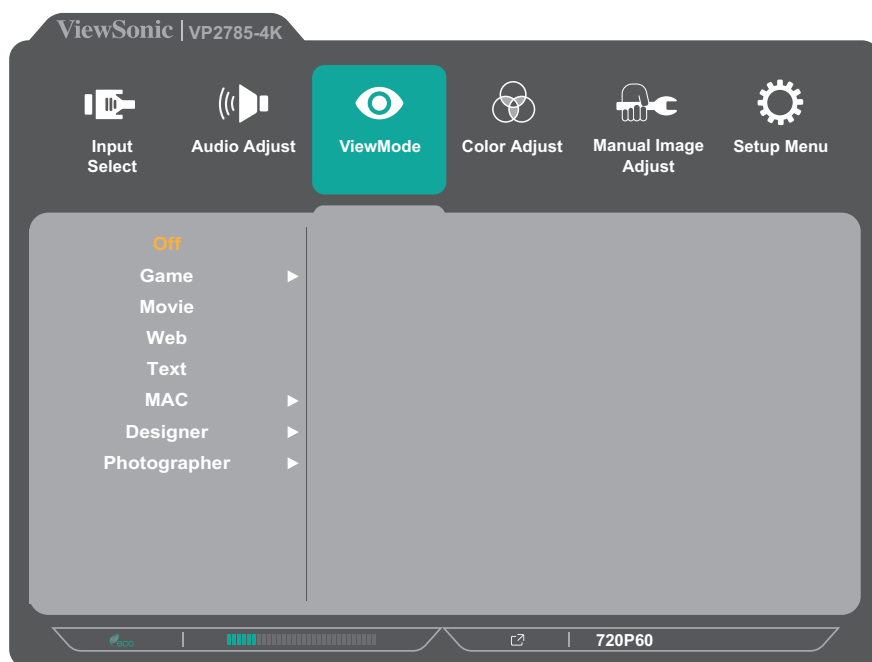 ViewSonic | VP2785-4K
Input Select
Audio Adjust
ViewMode
Color Adjust
Manual Image Adjust
Setup Menu
Off
Game ►
Movie
Web
Text
MAC ►
Designer ►
Photographer ►
eco
720P60